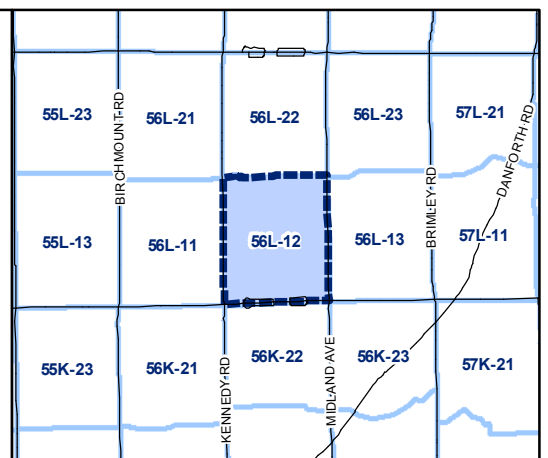 55L-23
56L-21
56L-22
56L-23
57L-21
BIRCHMOUNT RD
DANFORTH RD
55L-13
56L-11
56L-12
56L-13
BRIMLEY RD
57L-11
55K-23
56K-21
KENNEDY RD
56K-22
MIDLAND AVE
56K-23
57K-21